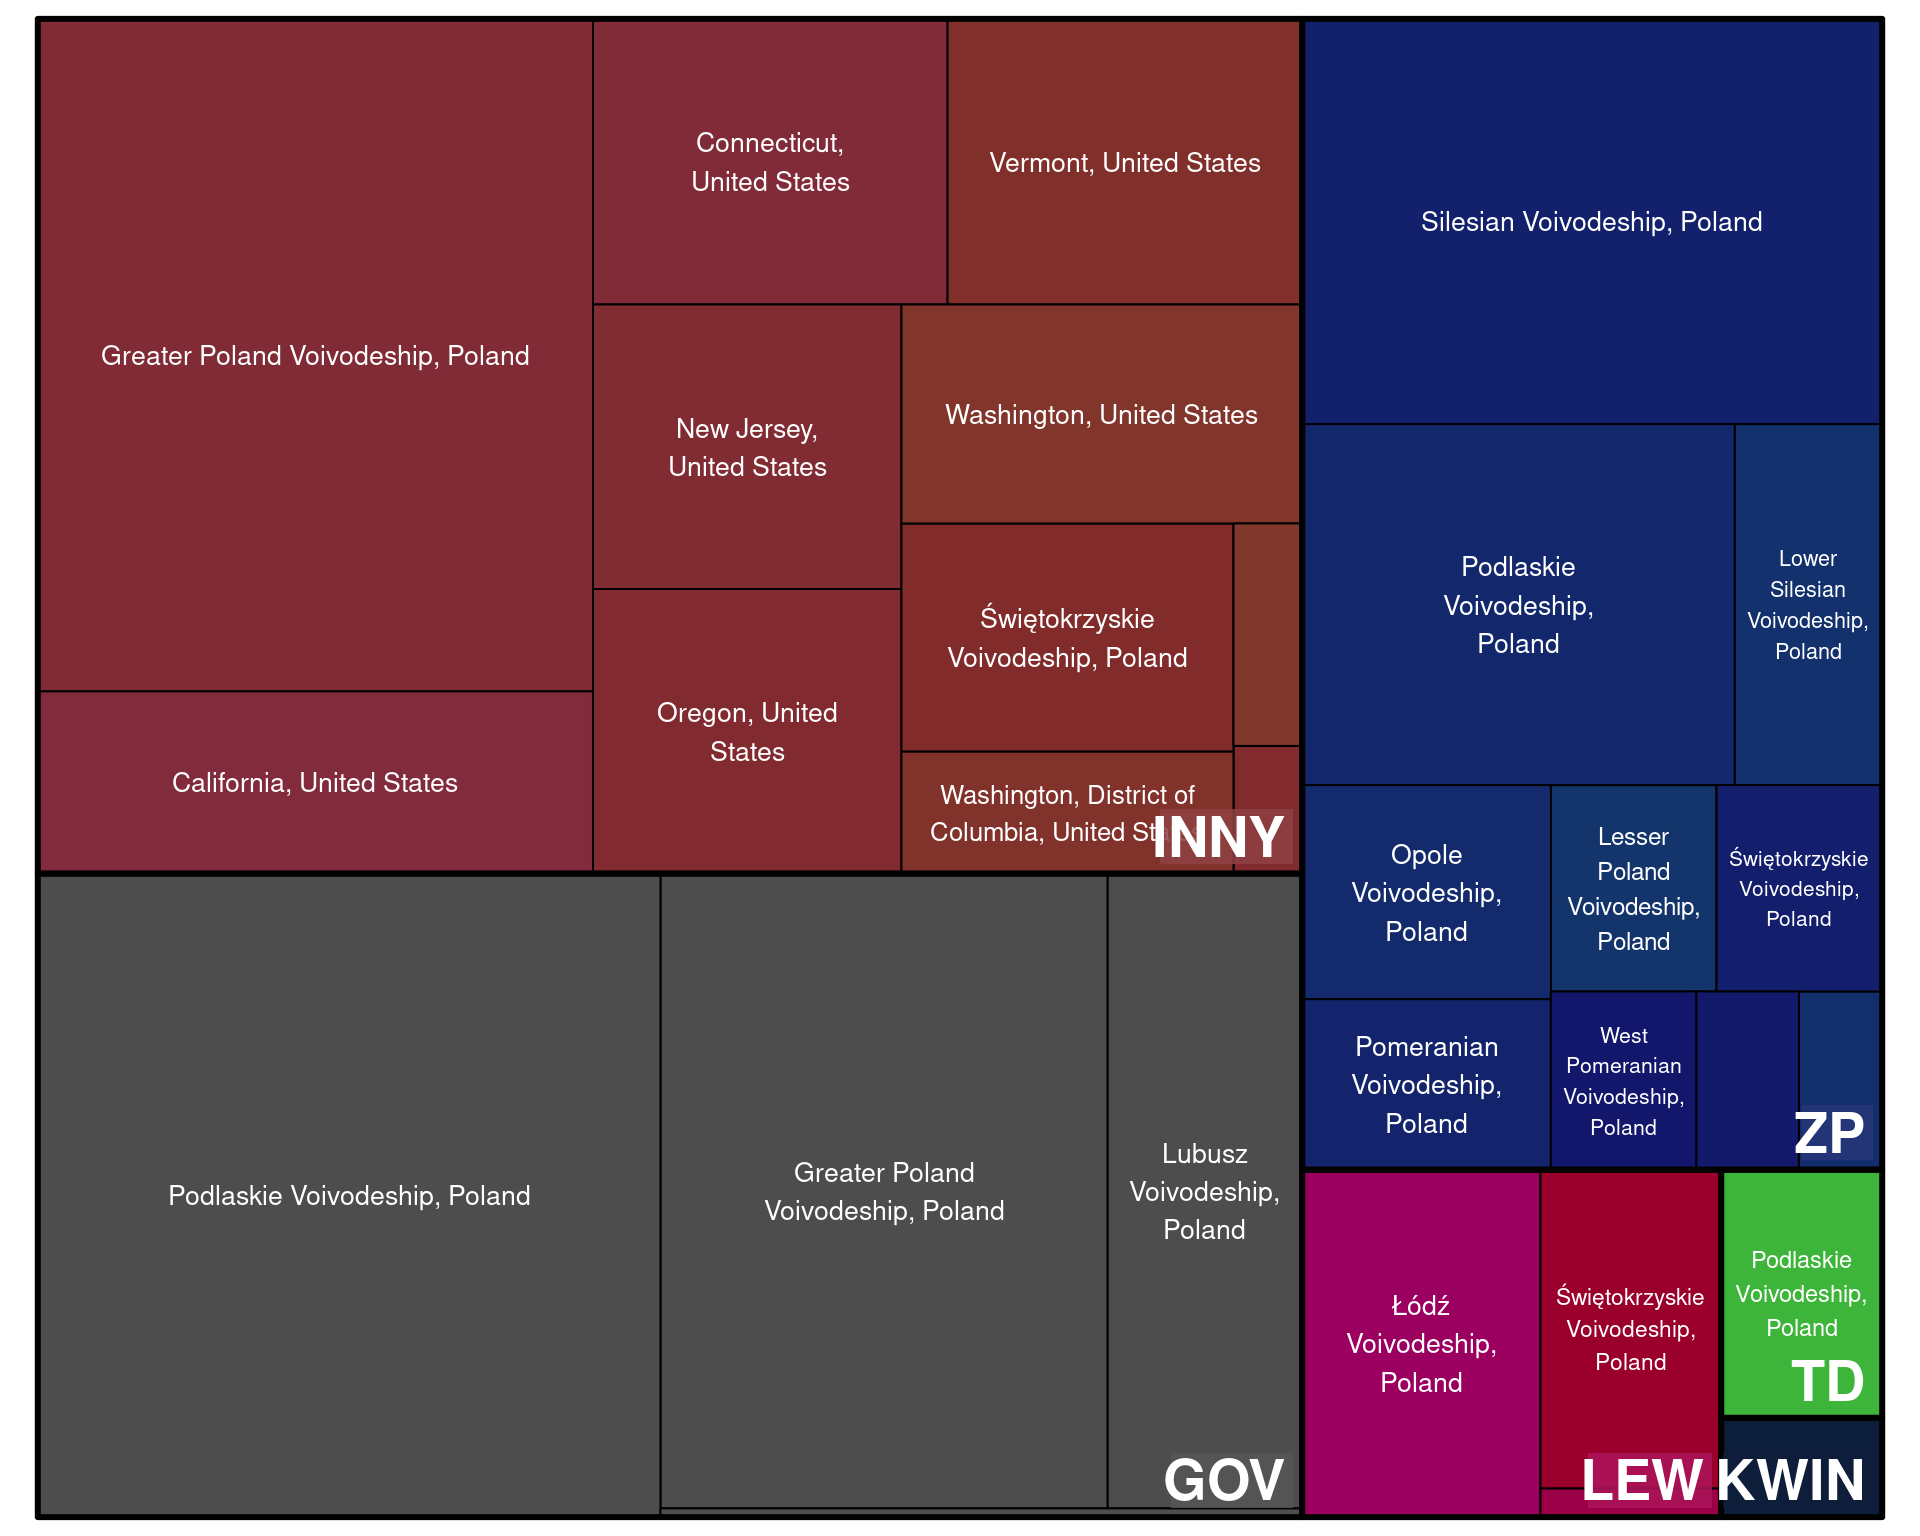 Greater Poland Voivodeship, Poland
California, United States
Connecticut,
United States
Vermont, United States
New Jersey,
United States
Washington, United States
Oregon, United
States
Świętokrzyskie
Voivodeship, Poland
Washington, District of
Columbia, United
INNY
Podlaskie Voivodeship, Poland
Greater Poland
Voivodeship, Poland
Lubusz
Voivodeship,
Poland
GOV
Silesian Voivodeship, Poland
Podlaskie
Voivodeship,
Poland
Lower
Silesian
Voivodeship,
Poland
Opole
Voivodeship,
Poland
Lesser
Poland
Voivodeship,
Poland
Świętokrzyskie
Voivodeship,
Poland
Pomeranian
Voivodeship,
Poland
West
Pomeranian
Voivodeship,
Poland
ZP
Łódź
Voivodeship,
Poland
Świętokrzyskie
Voivodeship,
Poland
LEW
Podlaskie
Voivodeship,
Poland
TD
KWIN